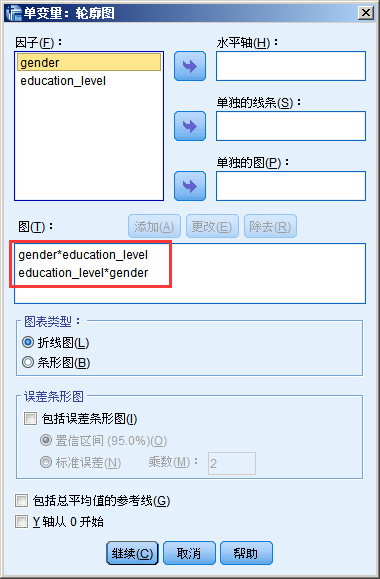 单变量：轮廓图
因子(F)：
水平轴(H)：
gender
education_level
单独的线条(S)：
单独的图(P)：
图(T)：
添加(A)
更改(E)
除去(R)
gender*education_level
education_level*gender
图表类型：
折线图(L)
条形图(B)
误差条形图
包括误差条形图(I)
置信区间 (95.0%)(O)
标准误差(N) 乘数(M)： 2
包括总平均值的参考线(G)
Y 轴从 0 开始
继续(C) 取消 帮助